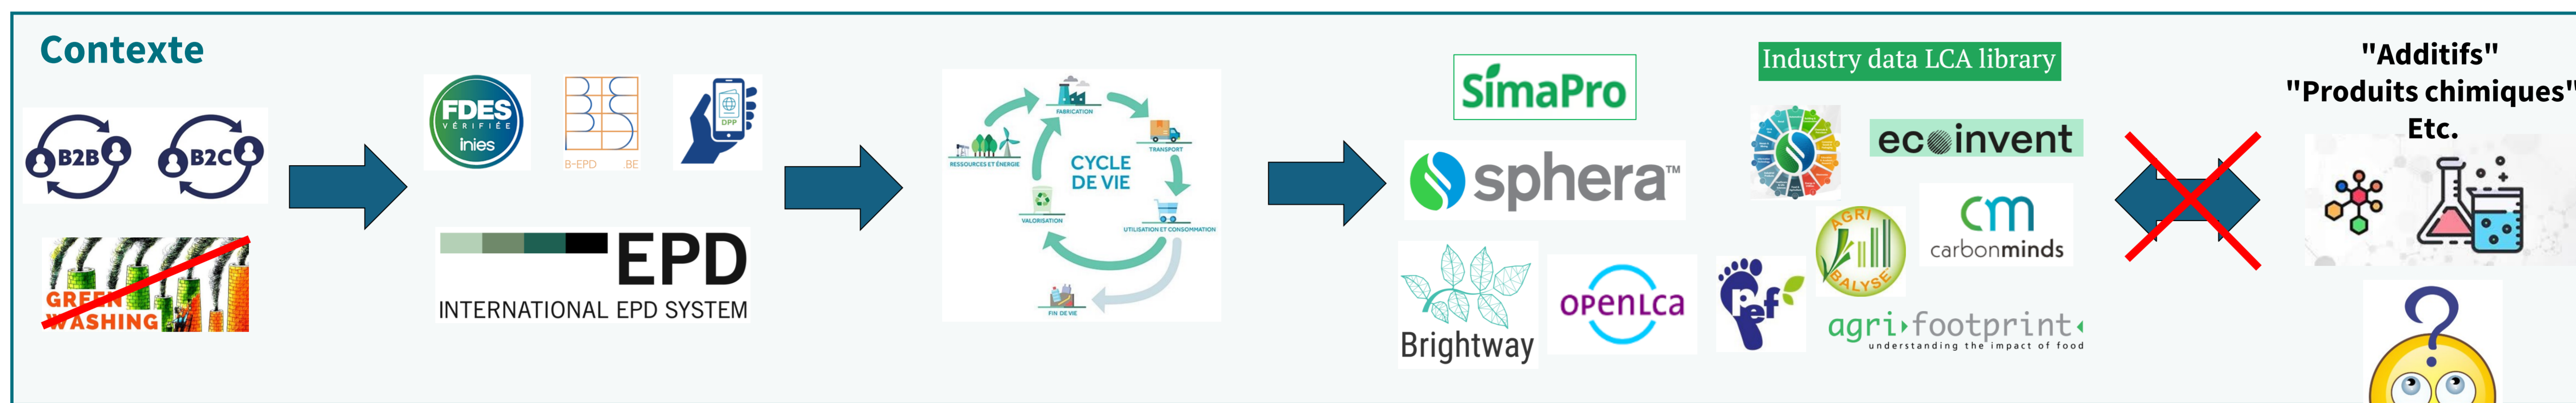 Contexte
B2B
B2C
GREEN
WASHING
FDES
VÉRIFIÉE
inies
B-EPD .BE
DPP
EPD
INTERNATIONAL EPD SYSTEM
FABRICATION
RESSOURCES ET ÉNERGIE
TRANSPORT
CYCLE
DE VIE
VALORISATION
UTILISATION ET CONSOMMATION
FIN DE VIE
SimaPro
sphera™
Brightway
openLCA
Industry data LCA library
ecoinvent
AGRI
BALYSE
cm
carbonminds
pef
agri footprint
understanding the impact of food
"Additifs"
"Produits chimiques"
Etc.
?